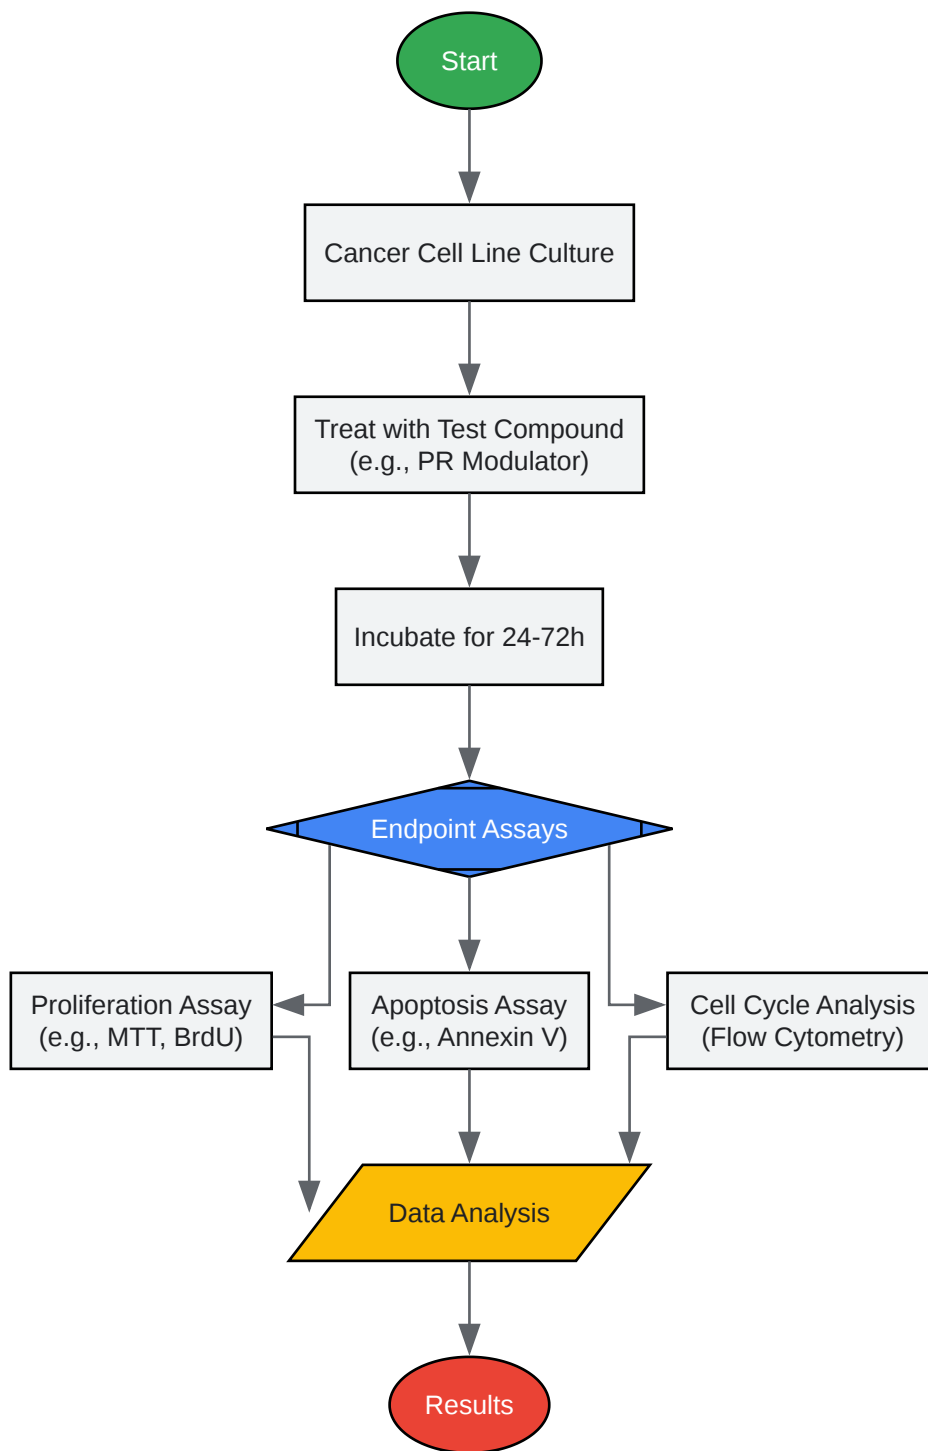 Start
Cancer Cell Line Culture
Treat with Test Compound
(e.g., PR Modulator)
Incubate for 24-72h
Endpoint Assays
Proliferation Assay
(e.g., MTT, BrdU)
Apoptosis Assay
(e.g., Annexin V)
Cell Cycle Analysis
(Flow Cytometry)
Data Analysis
Results